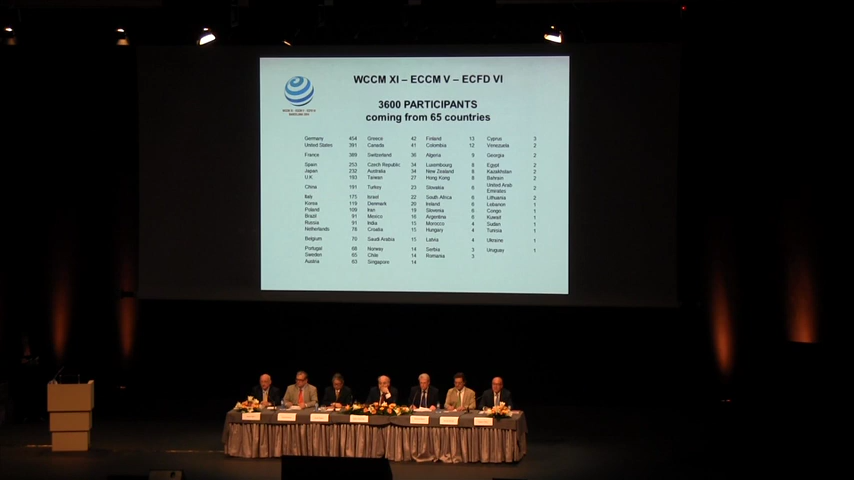 WCCM XI – ECCM V – ECFD VI
3600 PARTICIPANTS
coming from 65 countries
Germany 454 Greece 42 Finland 13 Cyprus 3
United States 391 Canada 41 Colombia 12 Venezuela 2
France 389 Switzerland 36 Algeria 9 Georgia 2
Spain 253 Czech Republic 34 Luxembourg 8 Egypt 2
Japan 232 Australia 34 New Zealand 8 Kazakhstan 2
U.K. 193 Taiwan 27 Hong Kong 8 Bahrain 2
China 191 Turkey 23 Slovakia 6 United Arab Emirates 2
Italy 175 Israel 22 South Africa 6 Lithuania 2
Korea 118 Denmark 20 Ireland 6 Lebanon 1
Poland 109 Iran 19 Slovenia 6 Congo 1
Brazil 91 Mexico 16 Argentina 6 Kuwait 1
Russia 91 India 15 Morocco 4 Sudan 1
Netherlands 78 Croatia 15 Hungary 4 Tunisia 1
Belgium 70 Saudi Arabia 15 Latvia 4 Ukraine 1
Portugal 68 Norway 14 Serbia 3 Uruguay 1
Sweden 65 Chile 14 Romania 3
Austria 63 Singapore 14